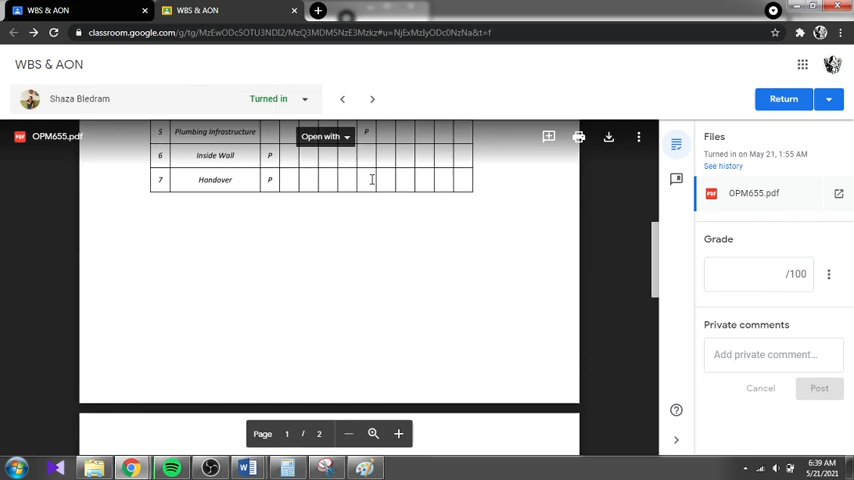 WBS & AON
WBS & AON
classroom.google.com/g/tg/MzEwODc5OTU3NDI2/MzQ3MDM5NzE3Mzkz#u=NjExMzIyODc0NzNa&t=f
WBS & AON
Shaza Bledram
Turned in
Return
OPM655.pdf
Open with
5 Plumbing Infrastructure P
6 Inside Wall P
7 Handover P
Page 1 / 2
Files
Turned in on May 21, 1:55 AM
See history
PDF OPM655.pdf
Grade
/100
Private comments
Add private comment...
Cancel Post
6:39 AM
5/21/2021